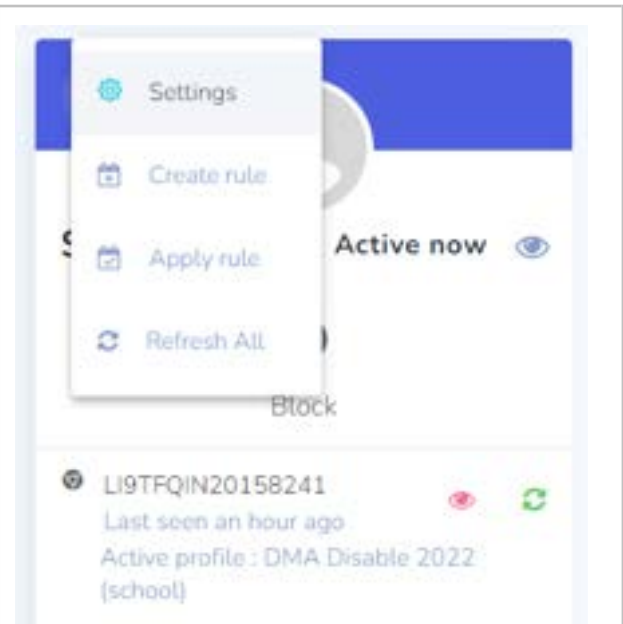 Settings
Create rule
Apply rule
Refresh All
Active now
Block
LI9TFQIN20158241
Last seen an hour ago
Active profile : DMA Disable 2022
(school)